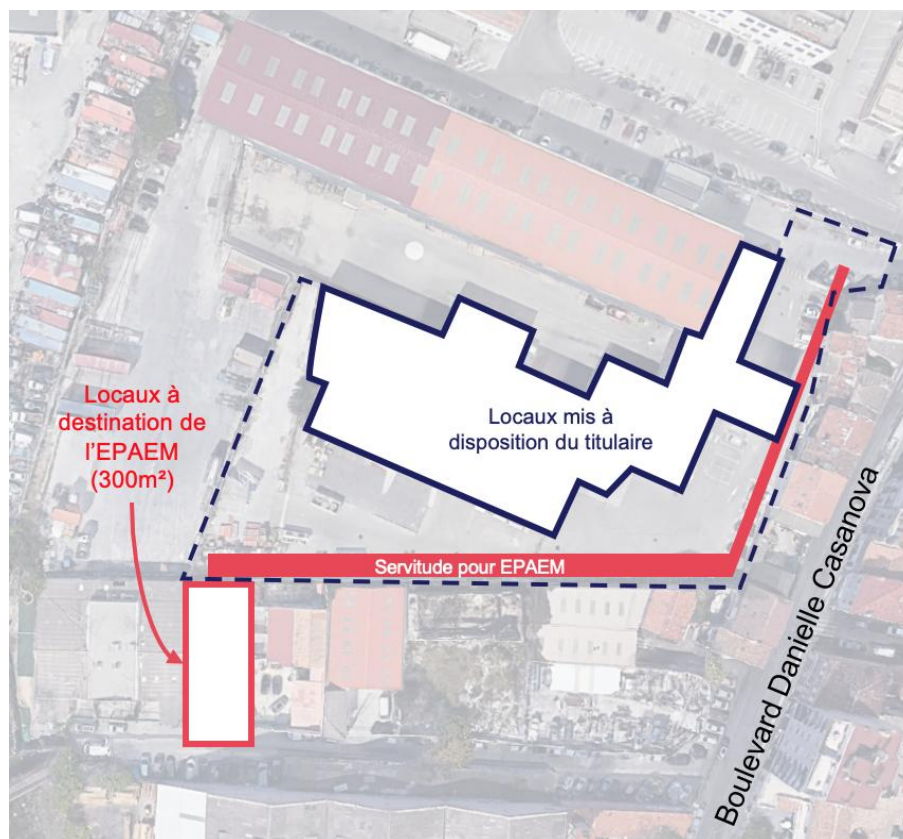 Locaux à
destination de
l'EPAEM
(300m²)
Locaux mis à
disposition du titulaire
Servitude pour EPAEM
Boulevard Danielle Casanova